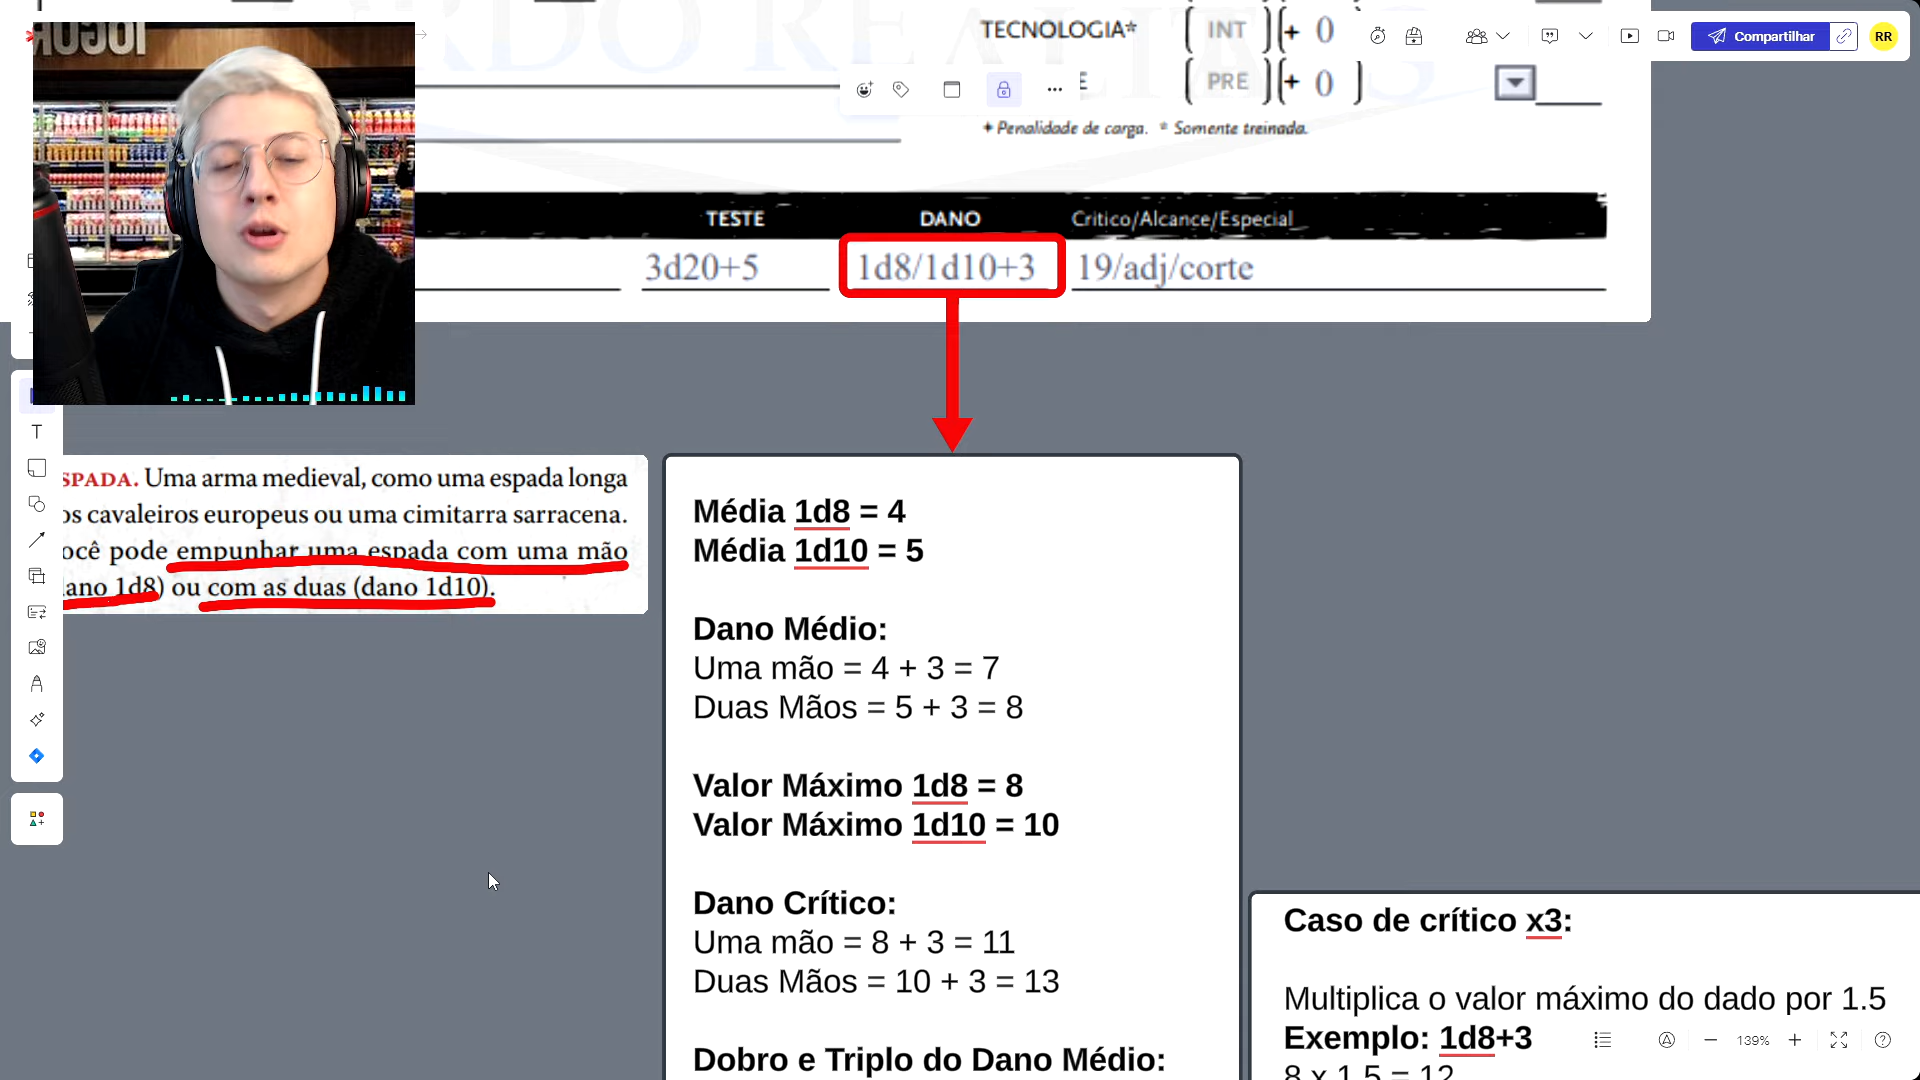 TECNOLOGIA* INT + 0
E PRE + 0
+ Penalidade de carga. * Somente treinada.
Compartilhar
RR
TESTE DANO Critico/Alcance/Especial
3d20+5 1d8/1d10+3 19/adj/corte
SPADA. Uma arma medieval, como uma espada longa
os cavaleiros europeus ou uma cimitarra sarracena.
ocê pode empunhar uma espada com uma mão
ano 1d8) ou com as duas (dano 1d10).
Média 1d8 = 4
Média 1d10 = 5
Dano Médio:
Uma mão = 4 + 3 = 7
Duas Mãos = 5 + 3 = 8
Valor Máximo 1d8 = 8
Valor Máximo 1d10 = 10
Dano Crítico:
Uma mão = 8 + 3 = 11
Duas Mãos = 10 + 3 = 13
Dobro e Triplo do Dano Médio:
Caso de crítico x3:
Multiplica o valor máximo do dado por 1.5
Exemplo: 1d8+3
8 x 1.5 = 12
139%